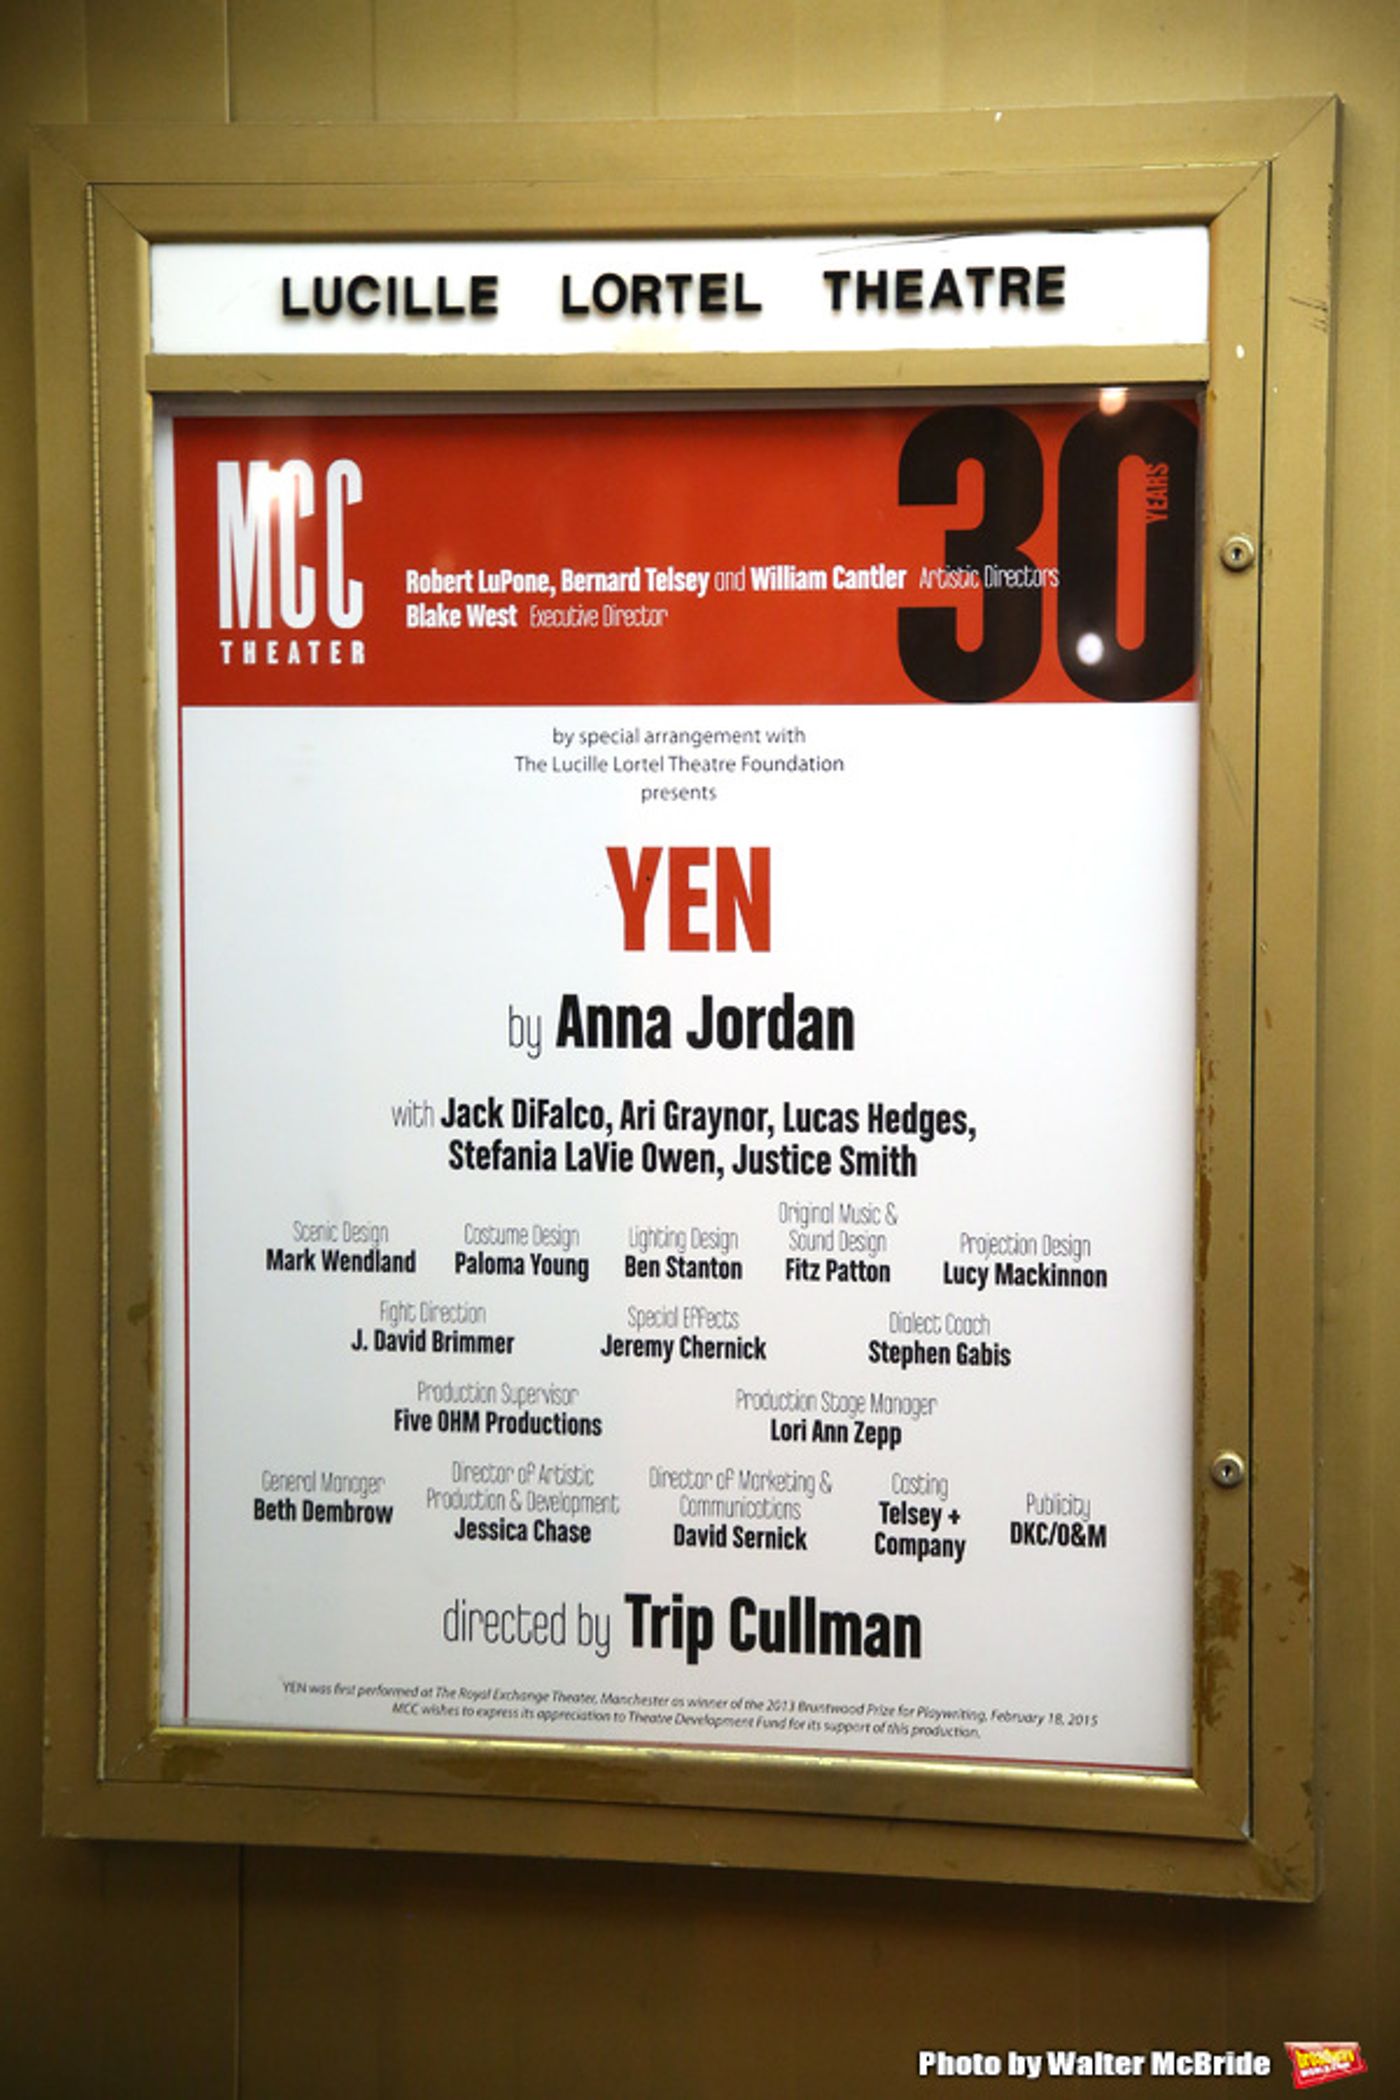 LUCILLE LORTEL THEATRE
MCC
THEATER
30
YEARS
Robert LuPone, Bernard Telsey and William Cantler Artistic Directors
Blake West Executive Director
by special arrangement with
The Lucille Lortel Theatre Foundation
presents
YEN
by Anna Jordan
with Jack DiFalco, Ari Graynor, Lucas Hedges,
Stefania LaVie Owen, Justice Smith
Scenic Design
Mark Wendland
Costume Design
Paloma Young
Lighting Design
Ben Stanton
Original Music &
Sound Design
Fitz Patton
Projection Design
Lucy Mackinnon
Fight Direction
J. David Brimmer
Special Effects
Jeremy Chernick
Dialect Coach
Stephen Gabis
Production Supervisor
Five OHM Productions
Production Stage Manager
Lori Ann Zepp
General Manager
Beth Dembrow
Director of Artistic
Production & Development
Jessica Chase
Director of Marketing &
Communications
David Sernick
Casting
Telsey +
Company
Publicity
DKC/O&M
directed by Trip Cullman
YEN was first performed at The Royal Exchange Theater, Manchester as winner of the 2013 Bruntwood Prize for Playwriting, February 18, 2015
MCC wishes to express its appreciation to Theatre Development Fund for its support of this production.
Photo by Walter McBride
BROADWAY
WORLD.COM